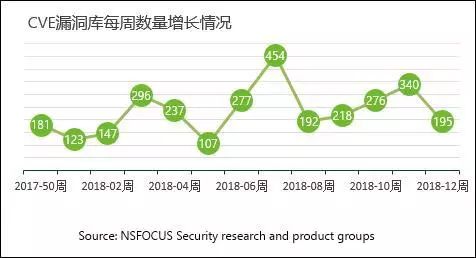 CVE漏洞库每周数量增长情况
181 123 147 296 237 107 277 454 192 218 276 340 195
2017-50周 2018-02周 2018-04周 2018-06周 2018-08周 2018-10周 2018-12周
Source: NSFOCUS Security research and product groups